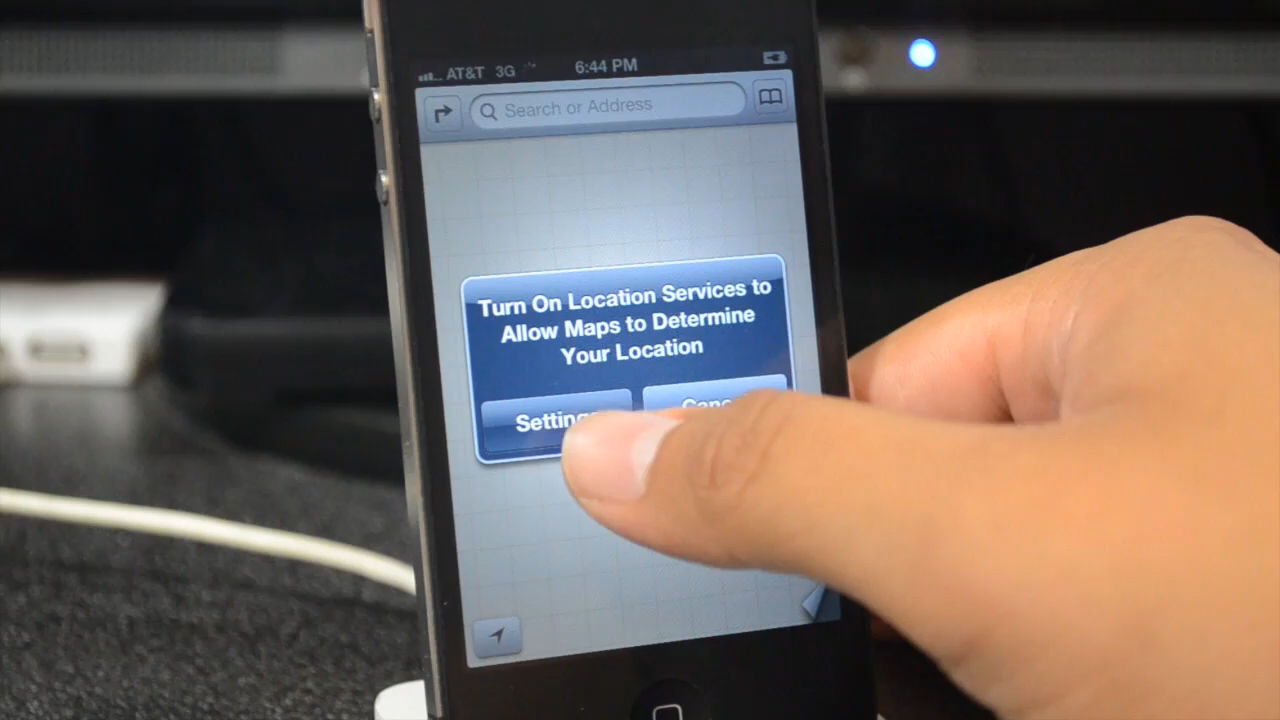 AT&T 3G 6:44 PM
Search or Address
Turn On Location Services to
Allow Maps to Determine
Your Location